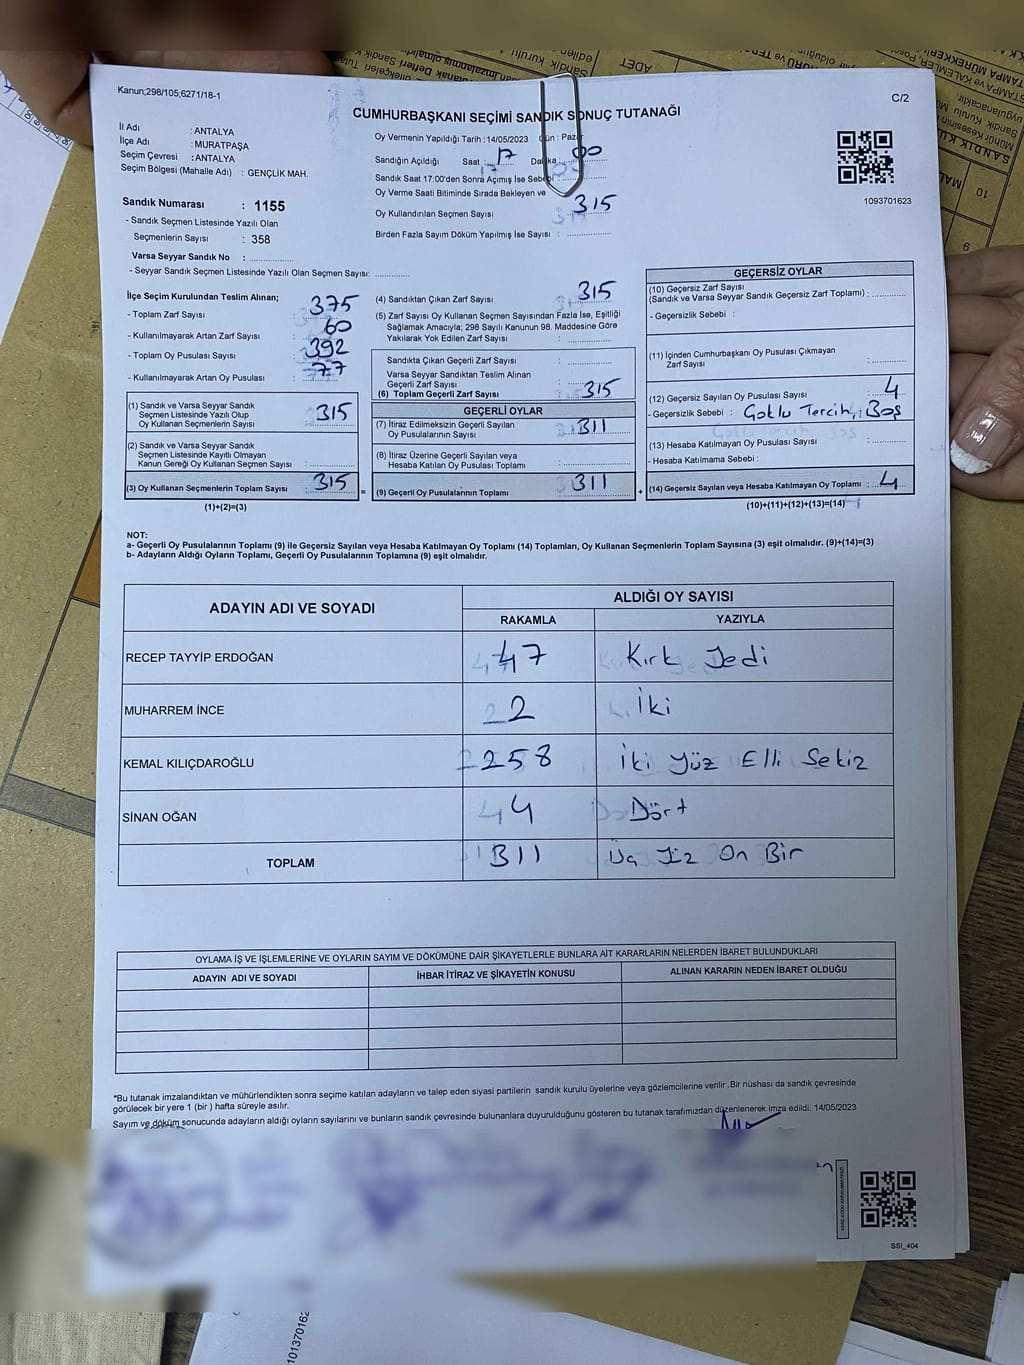 Kanun;298/105;6271/18-1
C/2
CUMHURBAŞKANI SEÇİMİ SANDIK SONUÇ TUTANAĞI
İl Adı : ANTALYA
İlçe Adı : MURATPAŞA
Seçim Çevresi : ANTALYA
Seçim Bölgesi (Mahalle Adı) : GENÇLİK MAH.
Oy Vermenin Yapıldığı Tarih : 14/05/2023 Gün : Pazar
Sandığın Açıldığı Saat : 17 Dakika : 00
Sandık Saat 17:00'den Sonra Açmış İse Sebebi
Oy Verme Saati Bitiminde Sırada Bekleyen ve
Oy Kullandırılan Seçmen Sayısı 315
Birden Fazla Sayım Döküm Yapılmış İse Sayısı :
1093701623
Sandık Numarası : 1155
- Sandık Seçmen Listesinde Yazılı Olan
Seçmenlerin Sayısı : 358
Varsa Seyyar Sandık No :
- Seyyar Sandık Seçmen Listesinde Yazılı Olan Seçmen Sayısı:
İlçe Seçim Kurulundan Teslim Alınan;
- Toplam Zarf Sayısı : 375
- Kullanılmayarak Artan Zarf Sayısı : 60
- Toplam Oy Pusulası Sayısı : 392
- Kullanılmayarak Artan Oy Pusulası : 77
(1) Sandık ve Varsa Seyyar Sandık
Seçmen Listesinde Yazılı Olup
Oy Kullanan Seçmenlerin Sayısı : 315
(2) Sandık ve Varsa Seyyar Sandık
Seçmen Listesinde Kayıtlı Olmayan
Kanun Gereği Oy Kullanan Seçmen Sayısı :
(3) Oy Kullanan Seçmenlerin Toplam Sayısı : 315
(1)+(2)=(3)
(4) Sandıktan Çıkan Zarf Sayısı : 315
(5) Zarf Sayısı Oy Kullanan Seçmen Sayısından Fazla İse, Eşitliği
Sağlamak Amacıyla; 298 Sayılı Kanunun 98. Maddesine Göre
Yakılarak Yok Edilen Zarf Sayısı :
Sandıkta Çıkan Geçerli Zarf Sayısı :
Varsa Seyyar Sandıktan Teslim Alınan
Geçerli Zarf Sayısı :
(6) Toplam Geçerli Zarf Sayısı : 315
GEÇERLİ OYLAR
(7) İtiraz Edilmeksizin Geçerli Sayılan
Oy Pusulalarının Sayısı : 311
(8) İtiraz Üzerine Geçerli Sayılan veya
Hesaba Katılan Oy Pusulası Toplamı :
= (9) Geçerli Oy Pusulalarının Toplamı : 311 +
GEÇERSİZ OYLAR
(10) Geçersiz Zarf Sayısı
(Sandık ve Varsa Seyyar Sandık Geçersiz Zarf Toplamı) :
- Geçersizlik Sebebi :
(11) İçinden Cumhurbaşkanı Oy Pusulası Çıkmayan
Zarf Sayısı :
(12) Geçersiz Sayılan Oy Pusulası Sayısı : 4
- Geçersizlik Sebebi : Çoklu Tercih, Boş
(13) Hesaba Katılmayan Oy Pusulası Sayısı :
- Hesaba Katılmama Sebebi :
(14) Geçersiz Sayılan veya Hesaba Katılmayan Oy Toplamı : 4
(10)+(11)+(12)+(13)=(14)
NOT:
a- Geçerli Oy Pusulalarının Toplamı (9) ile Geçersiz Sayılan veya Hesaba Katılmayan Oy Toplamı (14) Toplamları, Oy Kullanan Seçmenlerin Toplam Sayısına (3) eşit olmalıdır. (9)+(14)=(3)
b- Adayların Aldığı Oyların Toplamı, Geçerli Oy Pusulalarının Toplamına (9) eşit olmalıdır.
ADAYIN ADI VE SOYADI ALDIĞI OY SAYISI
RAKAMLA YAZIYLA
RECEP TAYYİP ERDOĞAN 47 Kırk Yedi
MUHARREM İNCE 2 İki
KEMAL KILIÇDAROĞLU 258 İki Yüz Elli Sekiz
SİNAN OĞAN 4 Dört
TOPLAM 311 Üç Yüz On Bir
OYLAMA İŞ VE İŞLEMLERİNE VE OYLARIN SAYIM VE DÖKÜMÜNE DAİR ŞİKAYETLERLE BUNLARA AİT KARARLARIN NELERDEN İBARET BULUNDUKLARI
ADAYIN ADI VE SOYADI İHBAR İTİRAZ VE ŞİKAYETİN KONUSU ALINAN KARARIN NEDEN İBARET OLDUĞU
*Bu tutanak imzalandıktan ve mühürlendikten sonra seçime katılan adayların ve talep eden siyasi partilerin sandık kurulu üyelerine veya gözlemcilerine verilir .Bir nüshası da sandık çevresinde
görülecek bir yere 1 (bir ) hafta süreyle asılır.
Sayım ve döküm sonucunda adayların aldığı oyların sayılarını ve bunların sandık çevresinde bulunanlara duyurulduğunu gösteren bu tutanak tarafımızdan düzenlenerek imza edildi. 14/05/2023
SSI_404